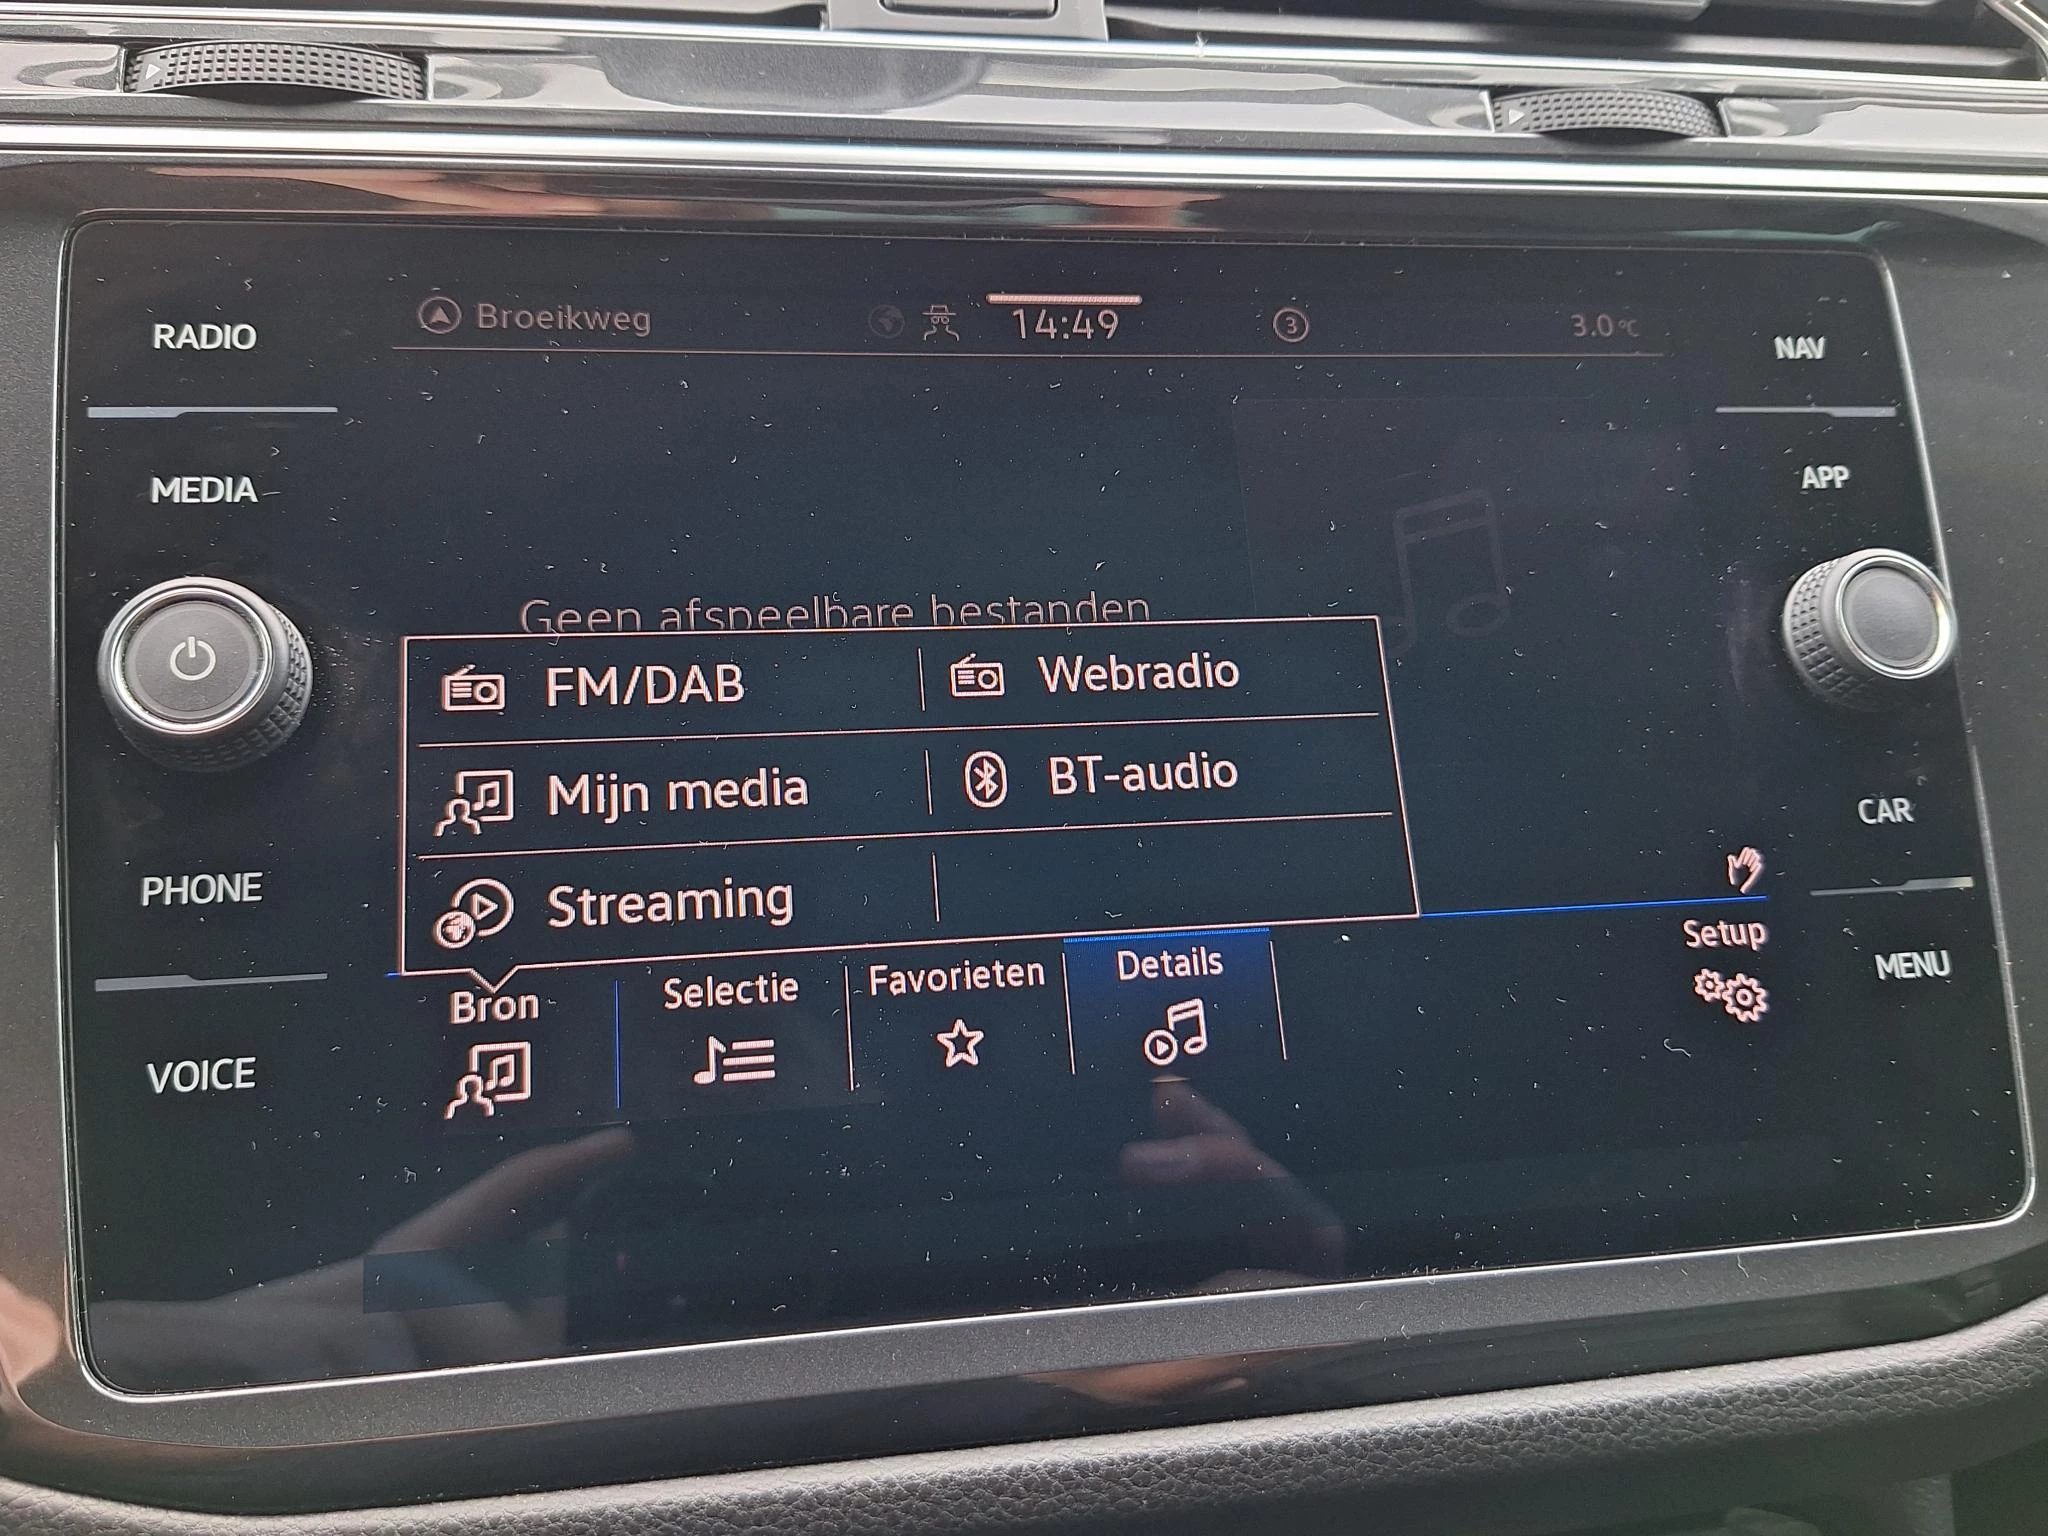 RADIO
MEDIA
PHONE
VOICE
Broeikweg
14:49
3
3.0°C
Geen afspeelbare bestanden
FM/DAB
Webradio
Mijn media
BT-audio
Streaming
Bron
Selectie
Favorieten
Details
Setup
NAV
APP
CAR
MENU